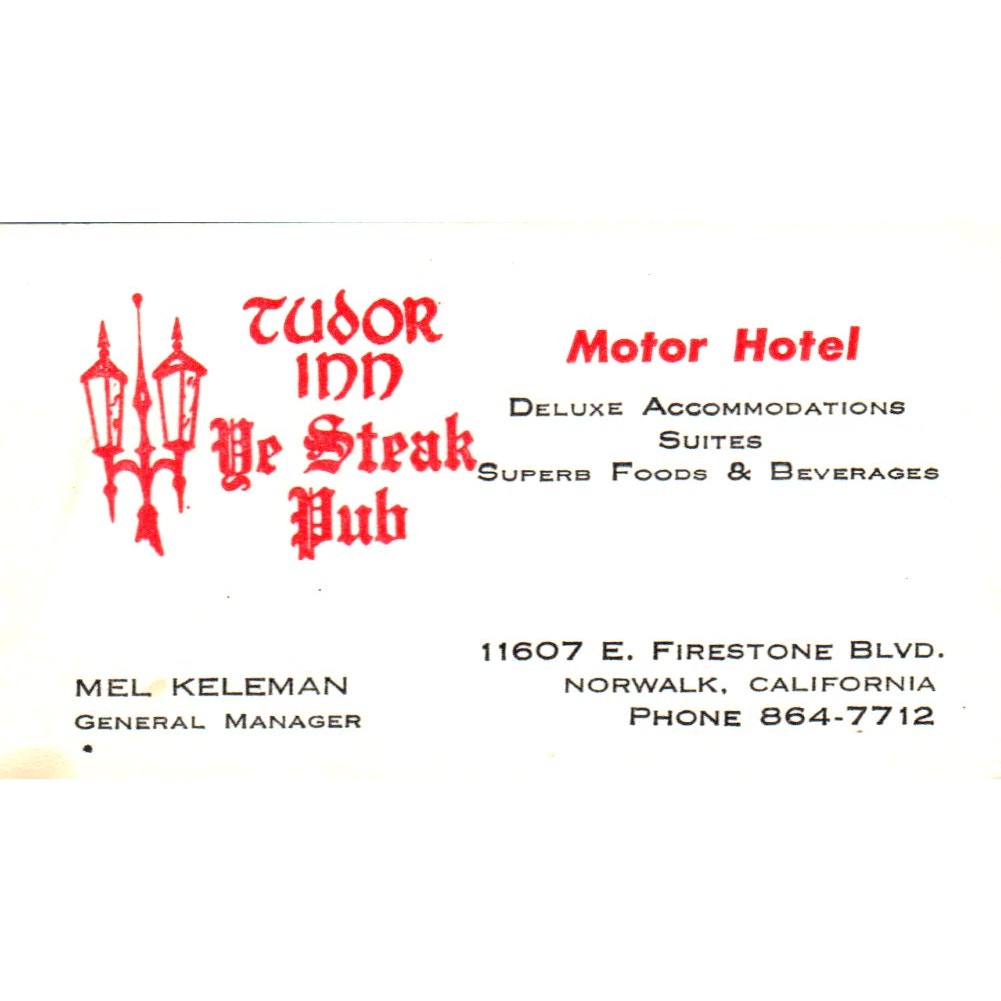 Tudor
Inn
Ye Steak
Pub
Motor Hotel
Deluxe Accommodations
Suites
Superb Foods & Beverages
MEL KELEMAN
General Manager
11607 E. Firestone Blvd.
NORWALK, CALIFORNIA
Phone 864-7712